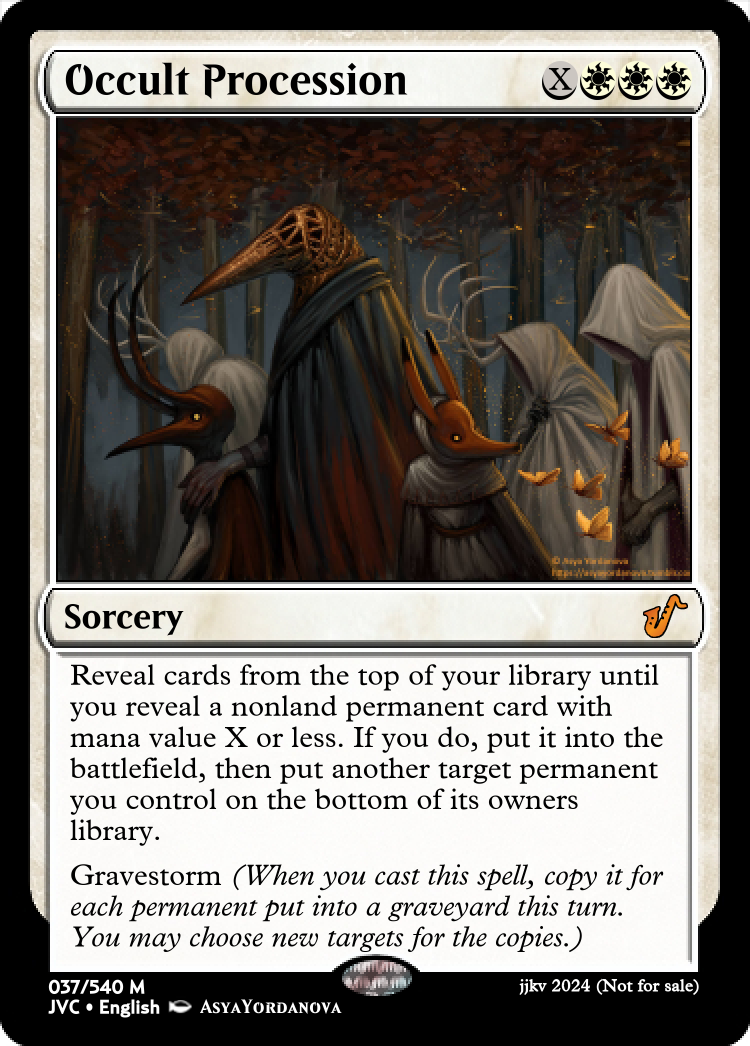 Occult Procession
X
© Asya Yordanova
Sorcery
Reveal cards from the top of your library until
you reveal a nonland permanent card with
mana value X or less. If you do, put it into the
battlefield, then put another target permanent
you control on the bottom of its owners
library.
Gravestorm (When you cast this spell, copy it for
each permanent put into a graveyard this turn.
You may choose new targets for the copies.)
037/540 M
jjkv 2024 (Not for sale)
JVC • English AsyaYordanova